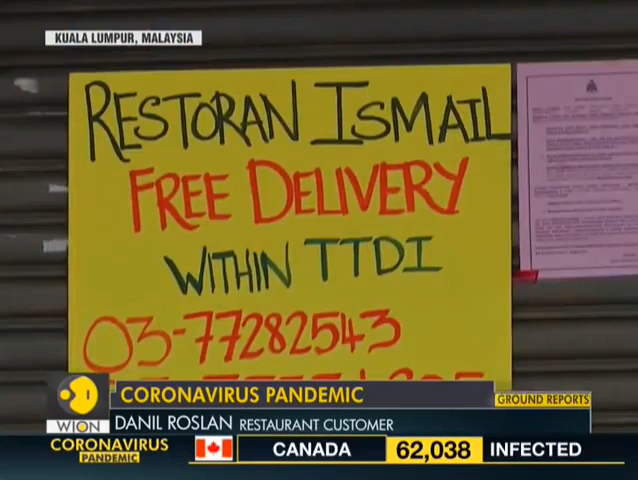 KUALA LUMPUR, MALAYSIA
RESTORAN ISMAIL
FREE DELIVERY
WITHIN TTDI
03-77282543
CORONAVIRUS PANDEMIC
GROUND REPORTS
WION
DANIL ROSLAN RESTAURANT CUSTOMER
CORONAVIRUS
PANDEMIC
CANADA 62,038 INFECTED